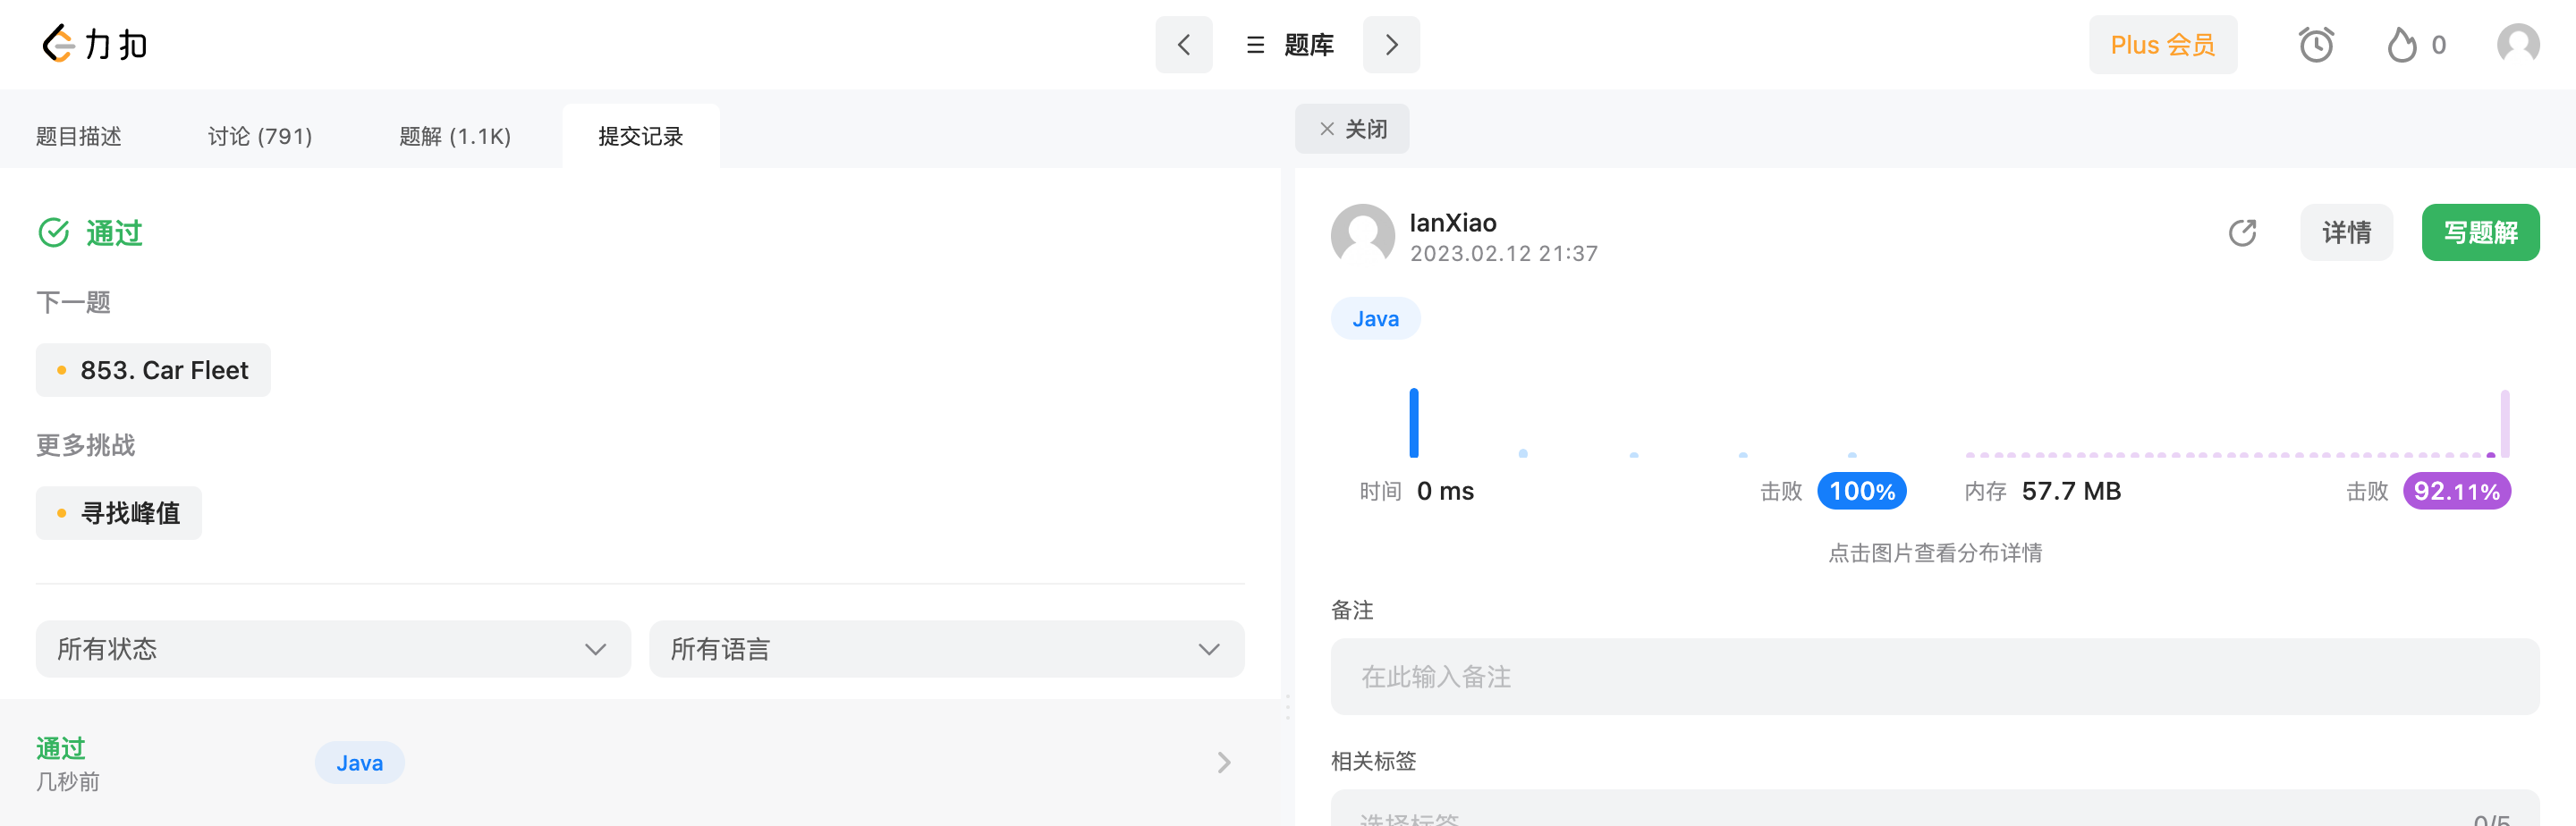 力扣
题库
Plus 会员
0
题目描述
讨论 (791)
题解 (1.1K)
提交记录
关闭
通过
下一题
853. Car Fleet
更多挑战
寻找峰值
所有状态
所有语言
通过
几秒前
Java
IanXiao
2023.02.12 21:37
详情
写题解
Java
时间 0 ms
击败 100%
内存 57.7 MB
击败 92.11%
点击图片查看分布详情
备注
在此输入备注
相关标签
选择标签
0/5